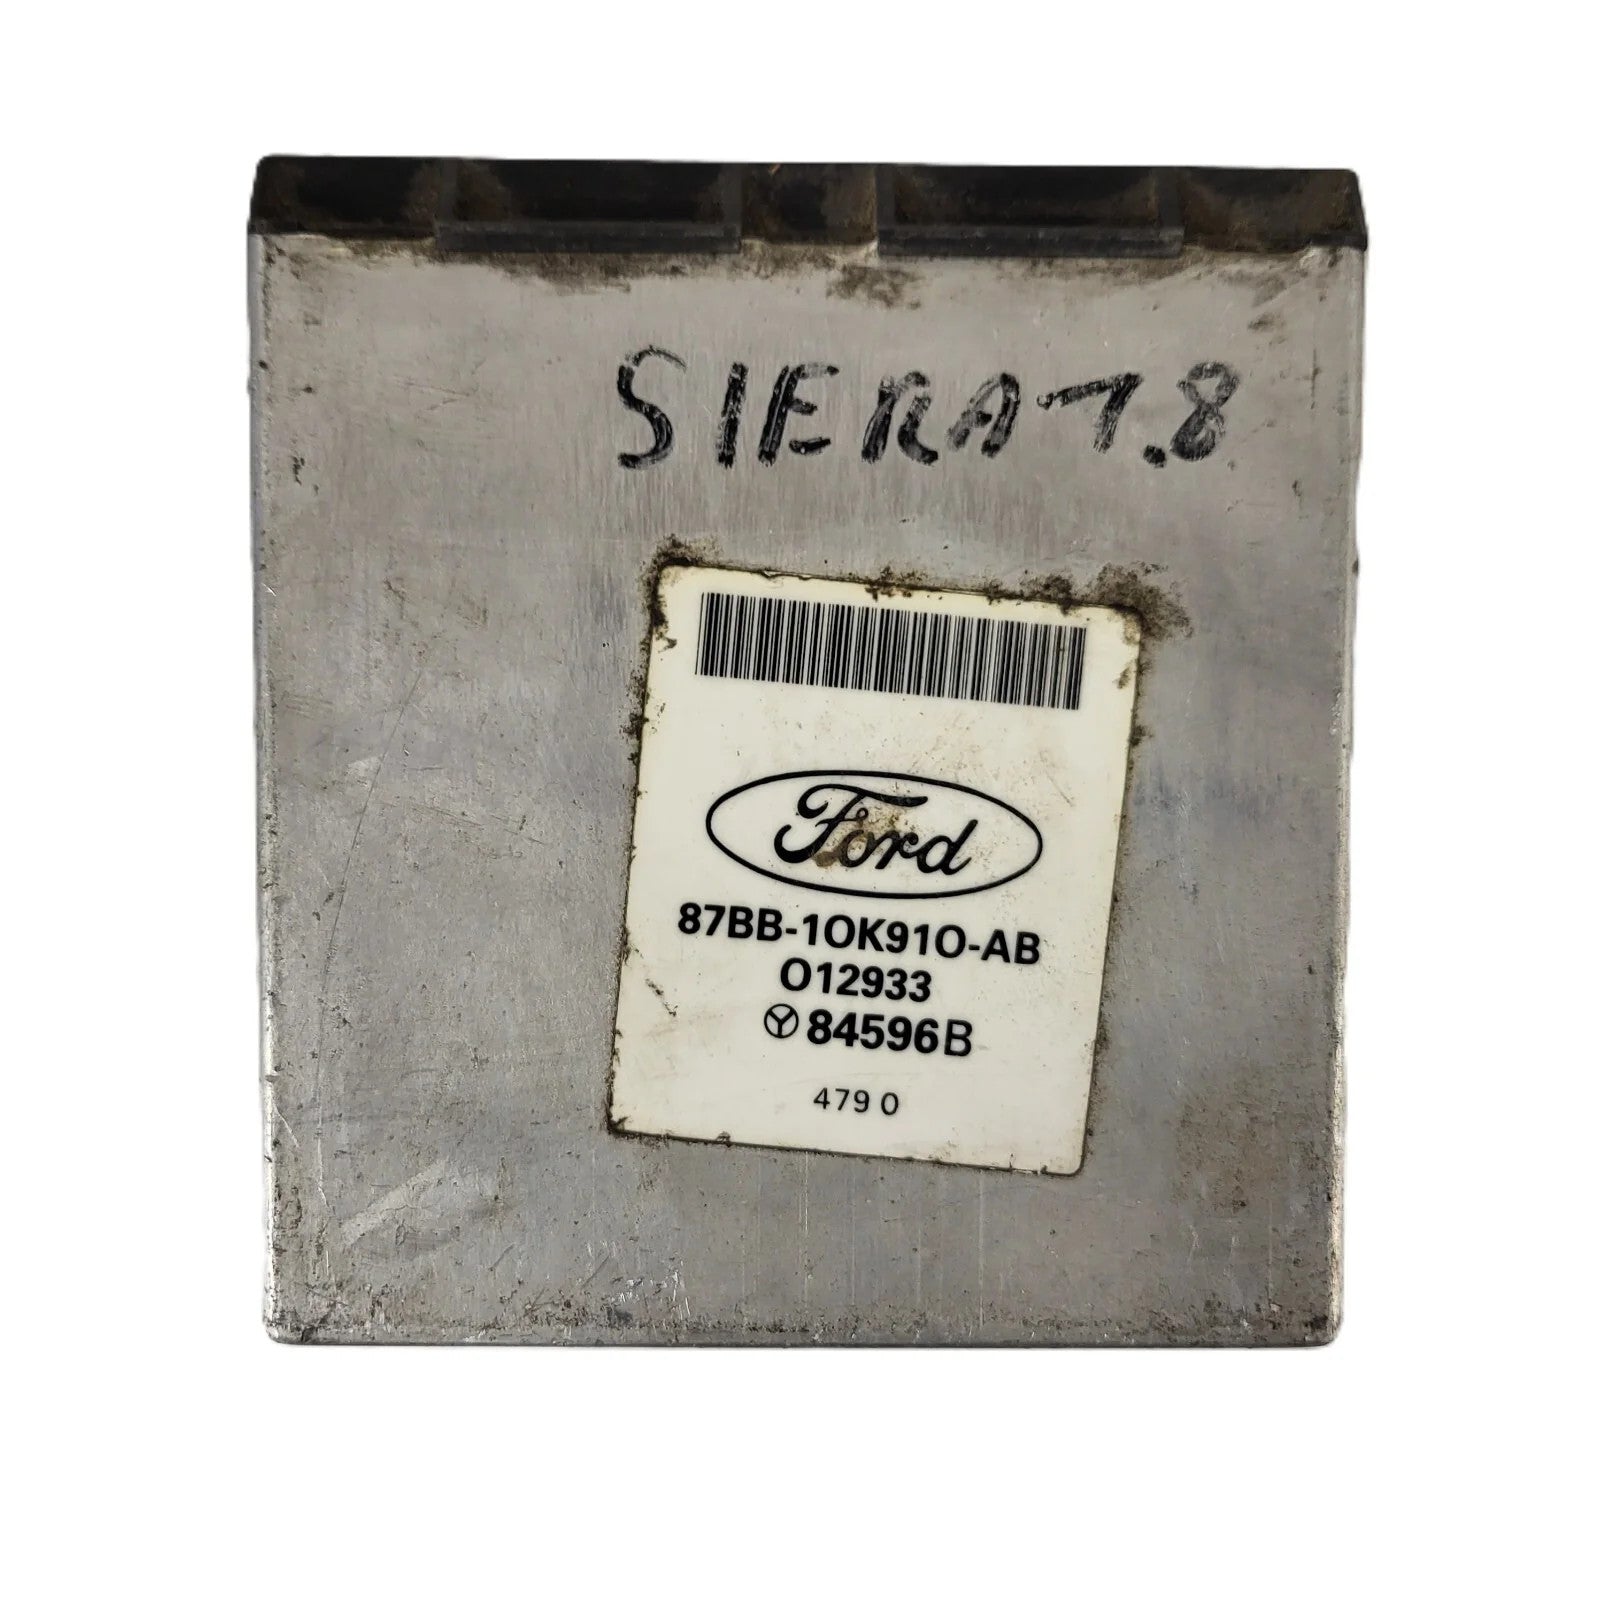 SIERA 1.8
Ford
87BB-10K910-AB
012933
84596B
479 0